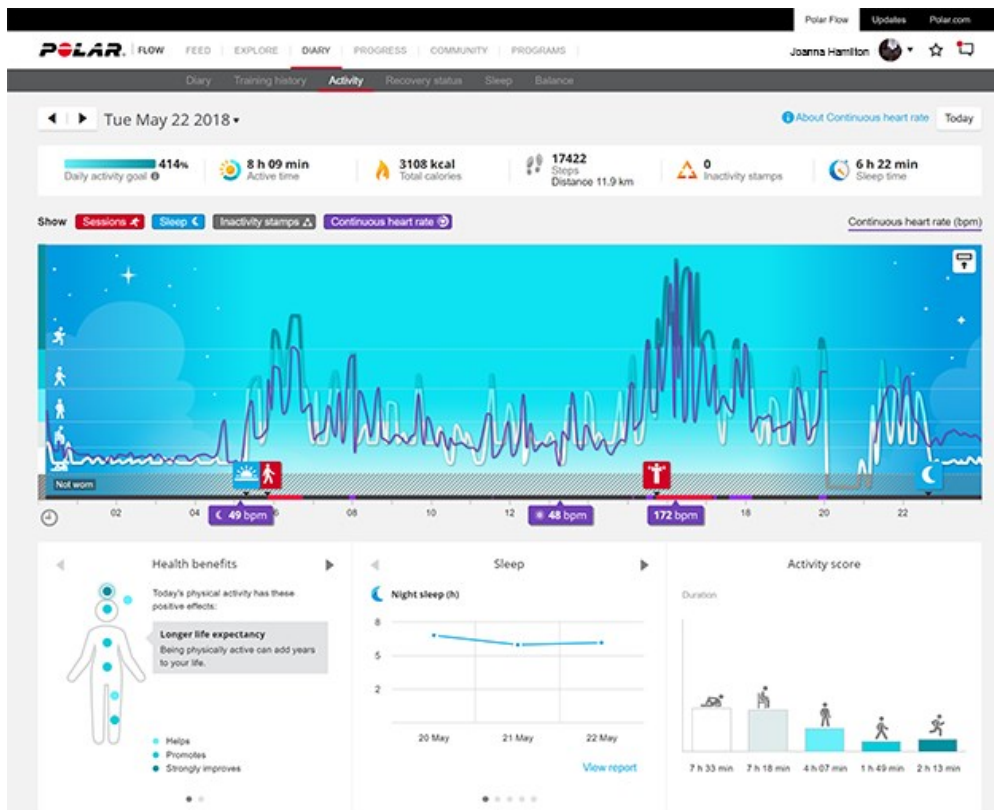 Polar Flow Updates Polar.com
POLAR. FLOW FEED EXPLORE DIARY PROGRESS COMMUNITY PROGRAMS Joanna Hamilton
Diary Training history Activity Recovery status Sleep Balance
Tue May 22 2018 About Continuous heart rate Today
414% 8 h 09 min 3108 kcal 17422 0 6 h 22 min
Daily activity goal Active time Total calories Steps Inactivity stamps Sleep time
Distance 11.9 km
Show Sessions Sleep Inactivity stamps Continuous heart rate Continuous heart rate (bpm)
Not worn
02 04 6 08 10 12 18 20 22
49 bpm 48 bpm 172 bpm
Health benefits Sleep Activity score
Today's physical activity has these
positive effects:
Longer life expectancy
Being physically active can add years
to your life.
Helps
Promotes
Strongly improves
Night sleep (h)
8
5
2
20 May 21 May 22 May
View report
Duration
7 h 33 min 7 h 18 min 4 h 07 min 1 h 49 min 2 h 13 min